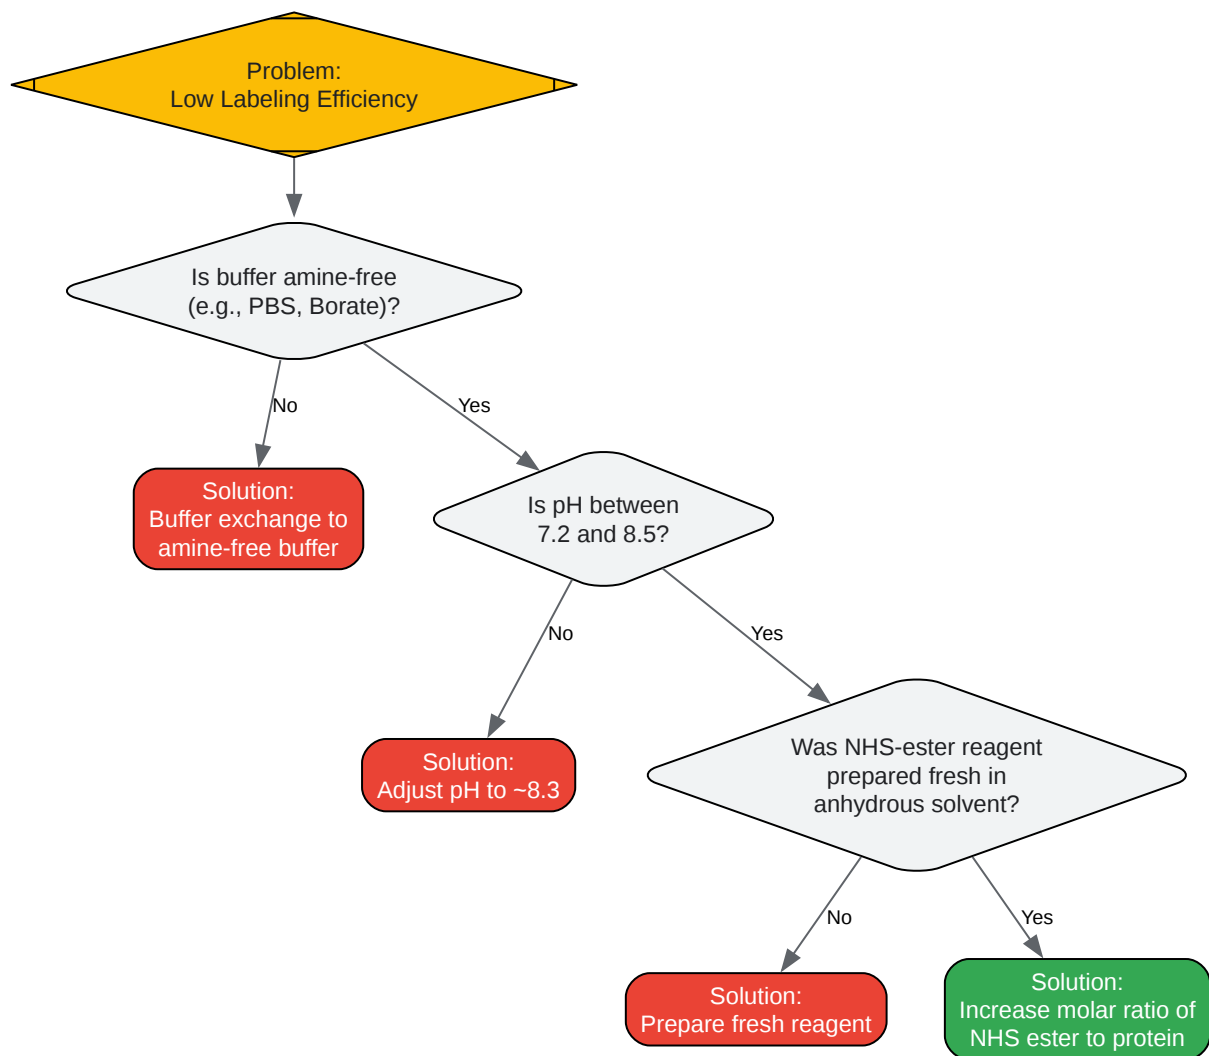 Problem:
Low Labeling Efficiency
Is buffer amine-free
(e.g., PBS, Borate)?
No
Yes
Solution:
Buffer exchange to
amine-free buffer
Is pH between
7.2 and 8.5?
No
Yes
Solution:
Adjust pH to ~8.3
Was NHS-ester reagent
prepared fresh in
anhydrous solvent?
No
Yes
Solution:
Prepare fresh reagent
Solution:
Increase molar ratio of
NHS ester to protein